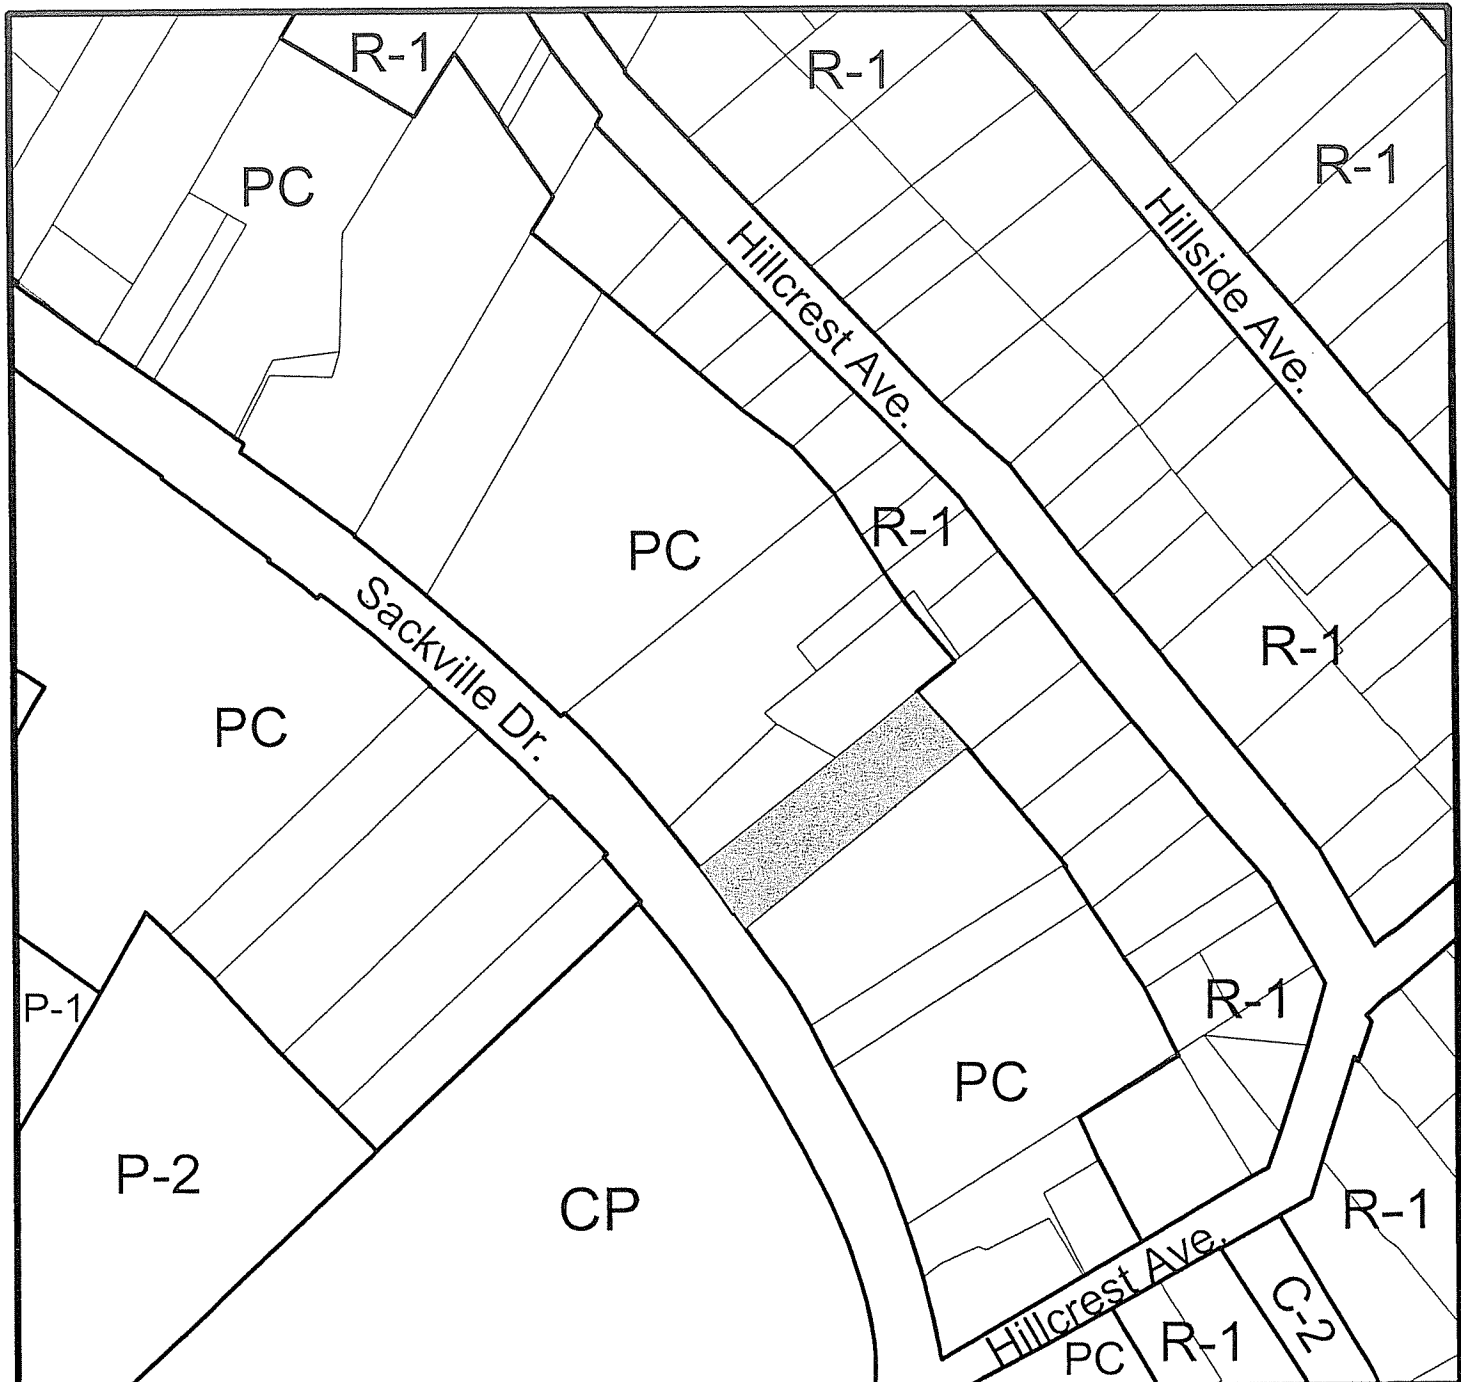 R-1
R-1
R-1
PC
Hillcrest Ave.
Hillside Ave.
R-1
PC
Sackville Dr.
R-1
PC
P-1
R-1
PC
P-2
CP
R-1
Hillcrest Ave.
C-2
R-1
PC